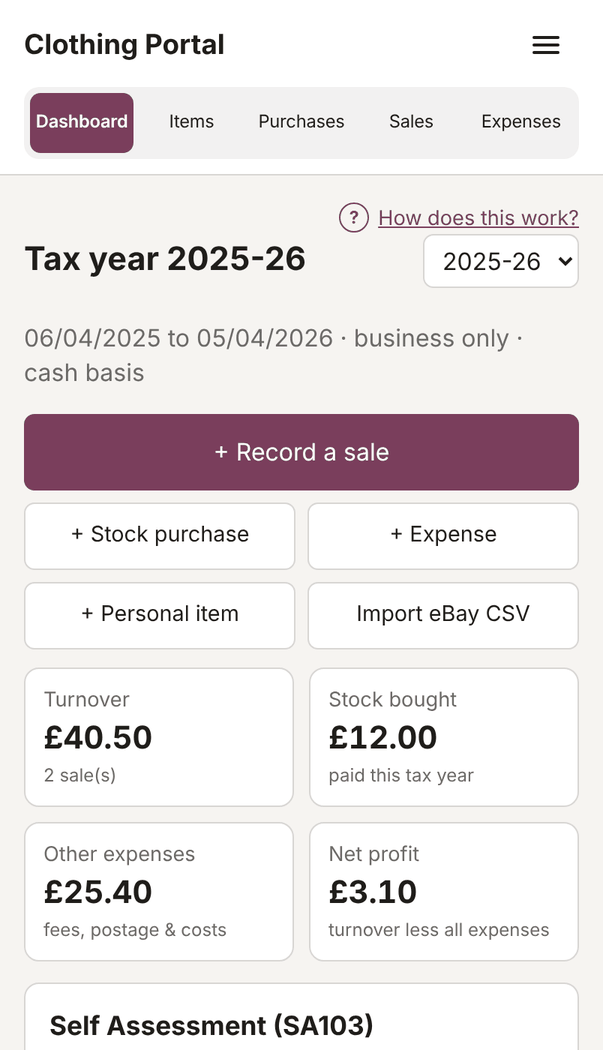 Clothing Portal
Dashboard Items Purchases Sales Expenses
? How does this work?
Tax year 2025-26 2025-26
06/04/2025 to 05/04/2026 · business only ·
cash basis
+ Record a sale
+ Stock purchase + Expense
+ Personal item Import eBay CSV
Turnover Stock bought
£40.50 £12.00
2 sale(s) paid this tax year
Other expenses Net profit
£25.40 £3.10
fees, postage & costs turnover less all expenses
Self Assessment (SA103)